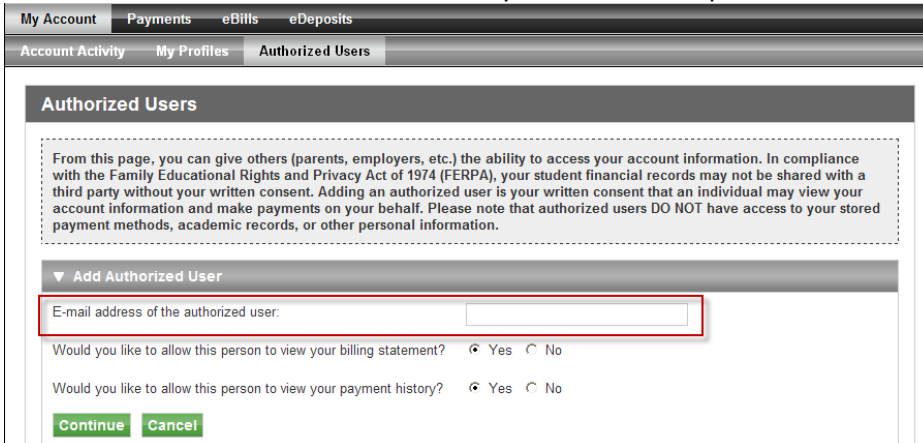 My Account Payments eBills eDeposits
Account Activity My Profiles Authorized Users
Authorized Users
From this page, you can give others (parents, employers, etc.) the ability to access your account information. In compliance
with the Family Educational Rights and Privacy Act of 1974 (FERPA), your student financial records may not be shared with a
third party without your written consent. Adding an authorized user is your written consent that an individual may view your
account information and make payments on your behalf. Please note that authorized users DO NOT have access to your stored
payment methods, academic records, or other personal information.
▼ Add Authorized User
E-mail address of the authorized user:
Would you like to allow this person to view your billing statement? Yes No
Would you like to allow this person to view your payment history? Yes No
Continue Cancel